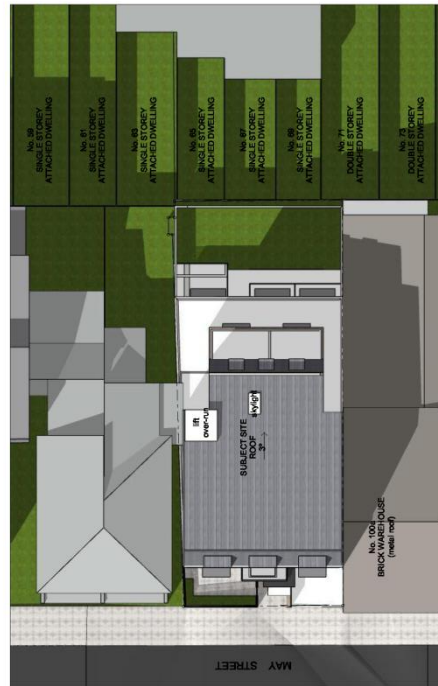 No. 59
SINGLE STOREY
ATTACHED DWELLING
No. 61
SINGLE STOREY
ATTACHED DWELLING
No. 63
SINGLE STOREY
ATTACHED DWELLING
No. 65
SINGLE STOREY
ATTACHED DWELLING
No. 67
SINGLE STOREY
ATTACHED DWELLING
No. 69
SINGLE STOREY
ATTACHED DWELLING
No. 71
DOUBLE STOREY
ATTACHED DWELLING
No. 73
DOUBLE STOREY
ATTACHED DWELLING
lift
over-run
skylight
SUBJECT SITE
ROOF
3°
BRICK WAREHOUSE
(metal roof)
MAY STREET